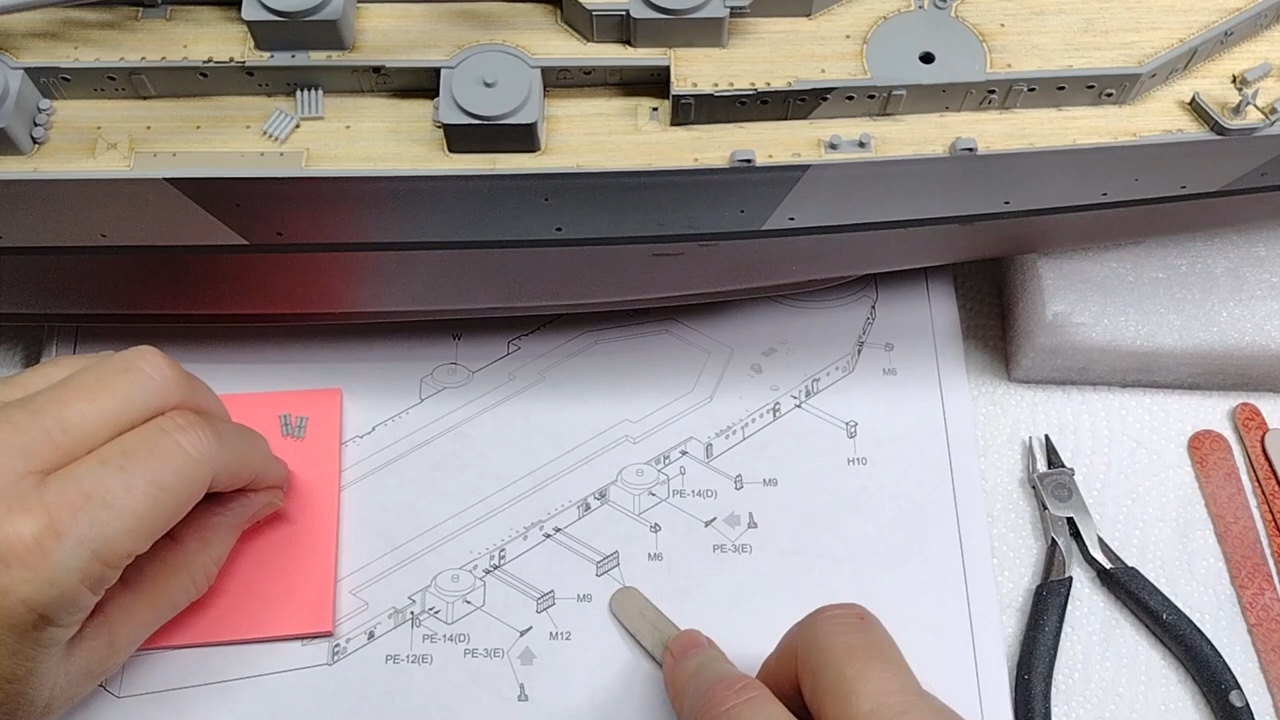 W
M6
H10
PE-14(D)
M9
PE-3(E)
M6
M9
M12
PE-14(D)
PE-3(E)
PE-12(E)